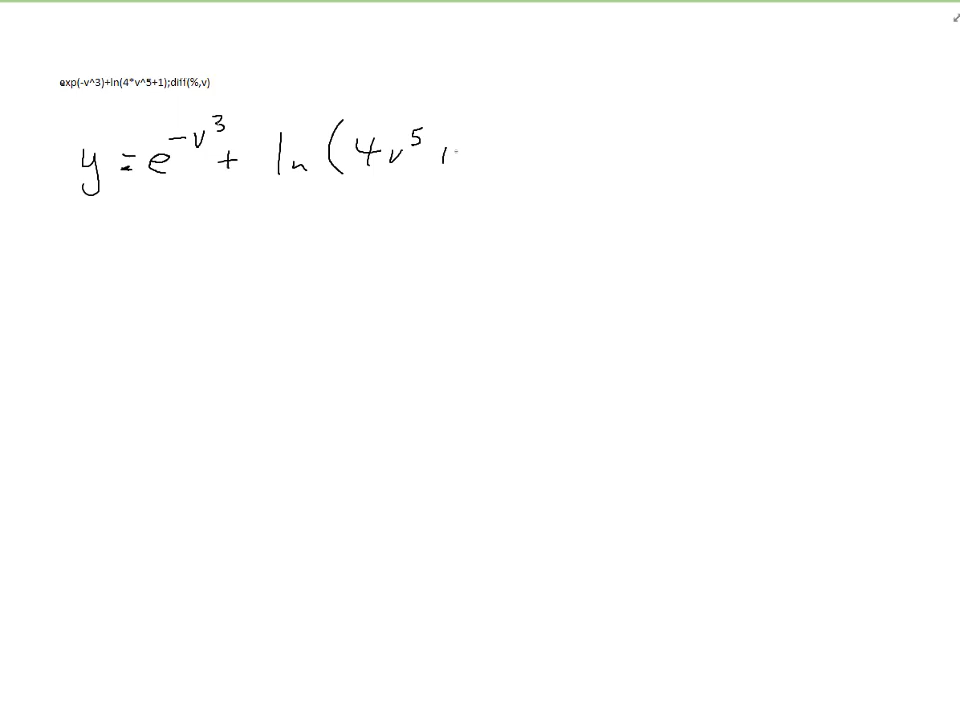 exp(-v^3)+ln(4*v^5+1);diff(%,v)
y = e^{-v^3} + ln (4v^5